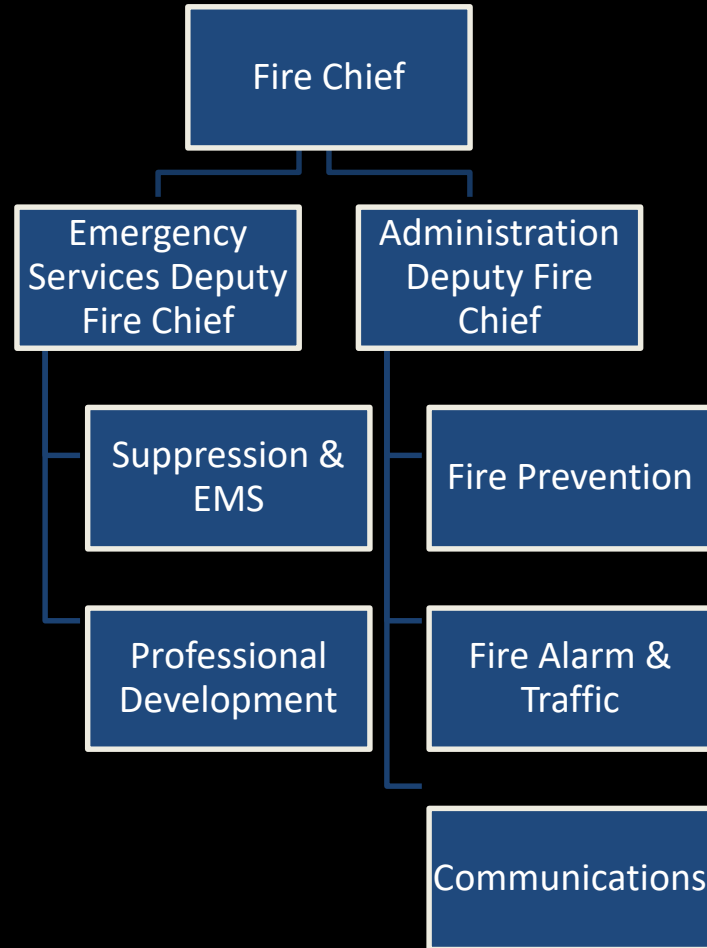 Fire Chief
Emergency
Services Deputy
Fire Chief
Administration
Deputy Fire
Chief
Suppression &
EMS
Professional
Development
Fire Prevention
Fire Alarm &
Traffic
Communications